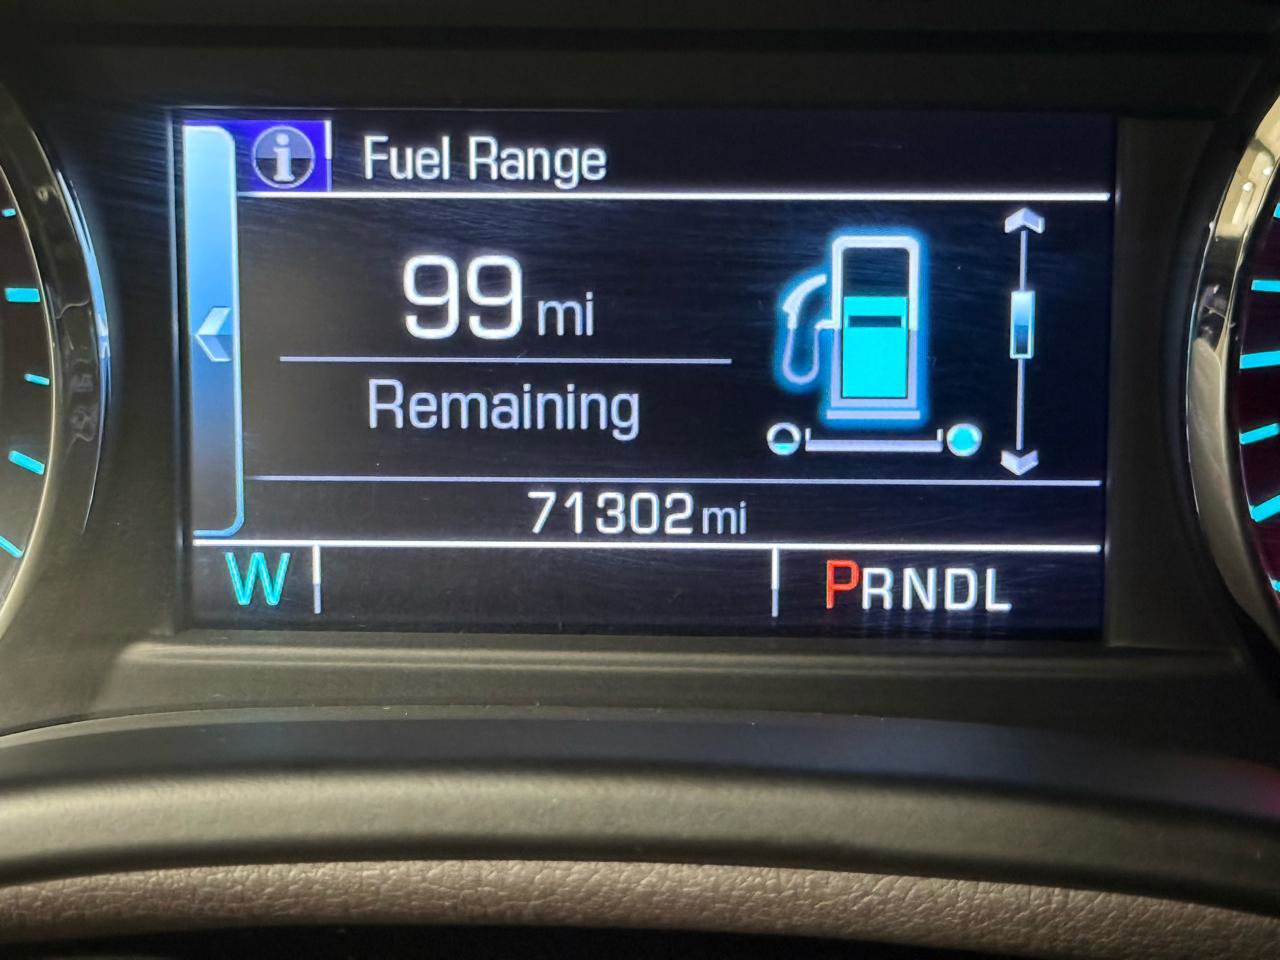 i Fuel Range
99 mi
Remaining
71302 mi
W PRNDL